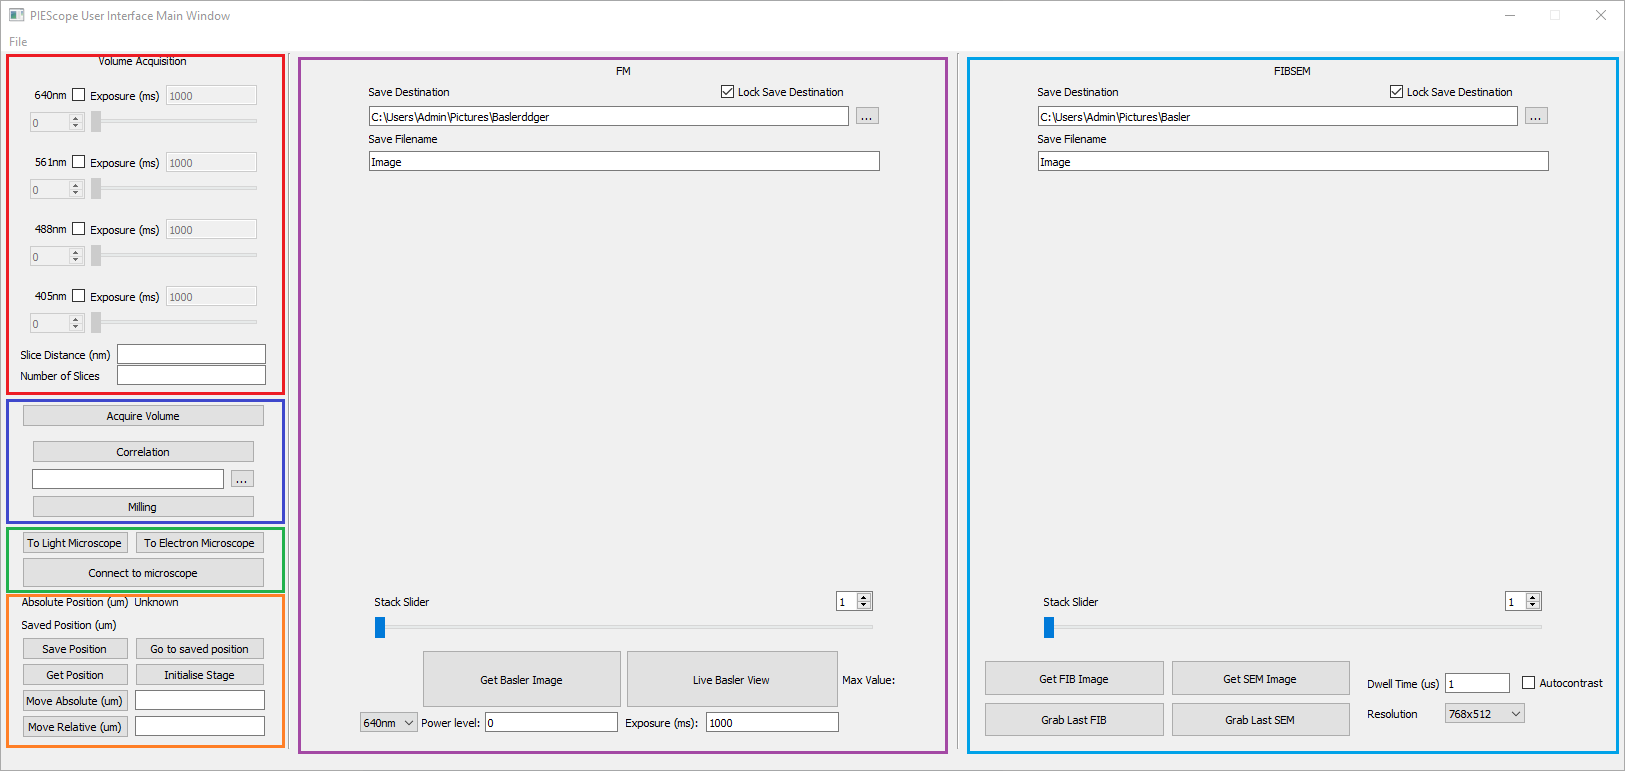 PIEScope User Interface Main Window
File
Volume Acquisition
640nm Exposure (ms) 1000
0
561nm Exposure (ms) 1000
0
488nm Exposure (ms) 1000
0
405nm Exposure (ms) 1000
0
Slice Distance (nm)
Number of Slices
Acquire Volume
Correlation
...
Milling
To Light Microscope To Electron Microscope
Connect to microscope
Absolute Position (um) Unknown
Saved Position (um)
Save Position Go to saved position
Get Position Initialise Stage
Move Absolute (um)
Move Relative (um)
FM
Save Destination Lock Save Destination
C:\Users\Admin\Pictures\Baslerddger ...
Save Filename
Image
Stack Slider 1
Get Basler Image Live Basler View Max Value:
640nm Power level: 0 Exposure (ms): 1000
FIBSEM
Save Destination Lock Save Destination
C:\Users\Admin\Pictures\Basler ...
Save Filename
Image
Stack Slider 1
Get FIB Image Get SEM Image Dwell Time (us) 1 Autocontrast
Grab Last FIB Grab Last SEM Resolution 768x512